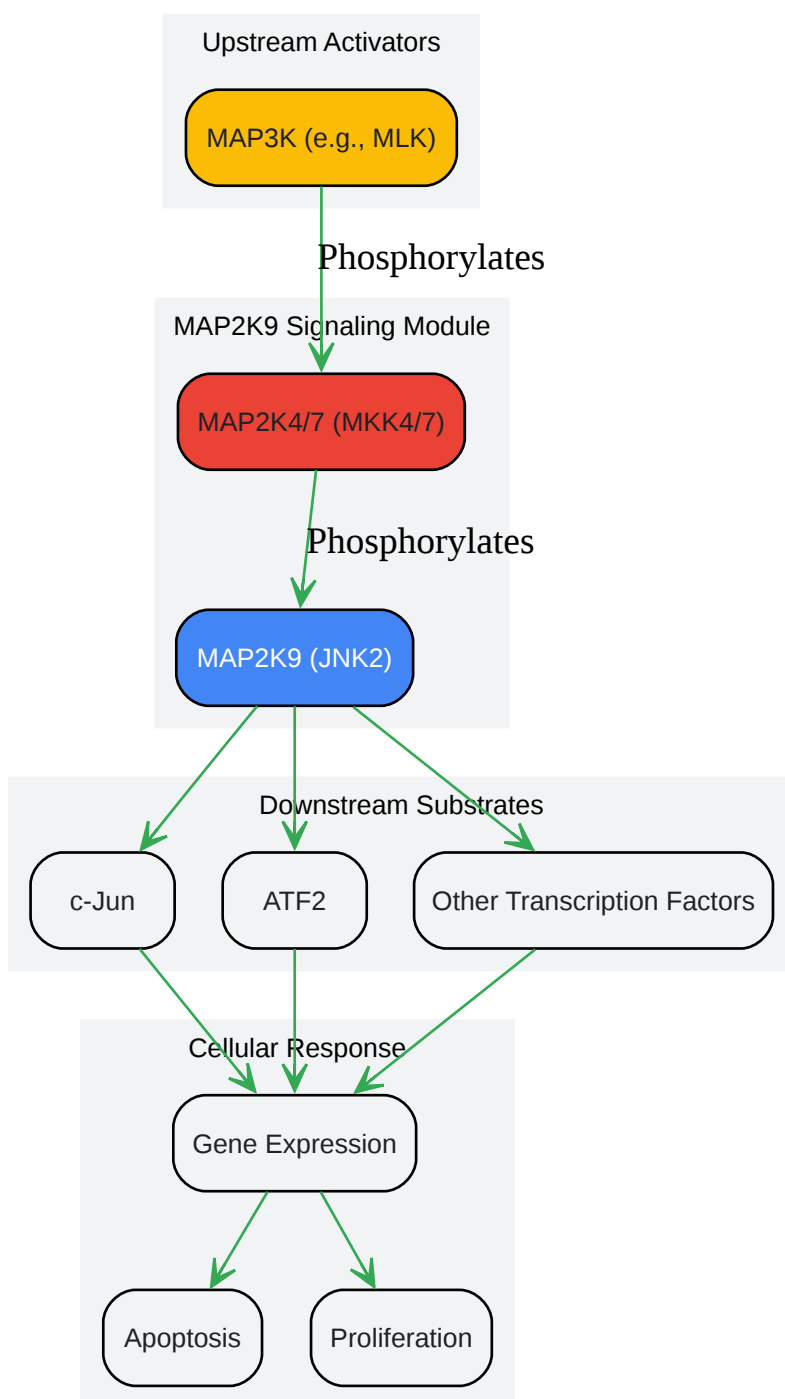 Upstream Activators
MAP3K (e.g., MLK)
Phosphorylates
MAP2K9 Signaling Module
MAP2K4/7 (MKK4/7)
Phosphorylates
MAP2K9 (JNK2)
Downstream Substrates
c-Jun
ATF2
Other Transcription Factors
Cellular Response
Gene Expression
Apoptosis
Proliferation